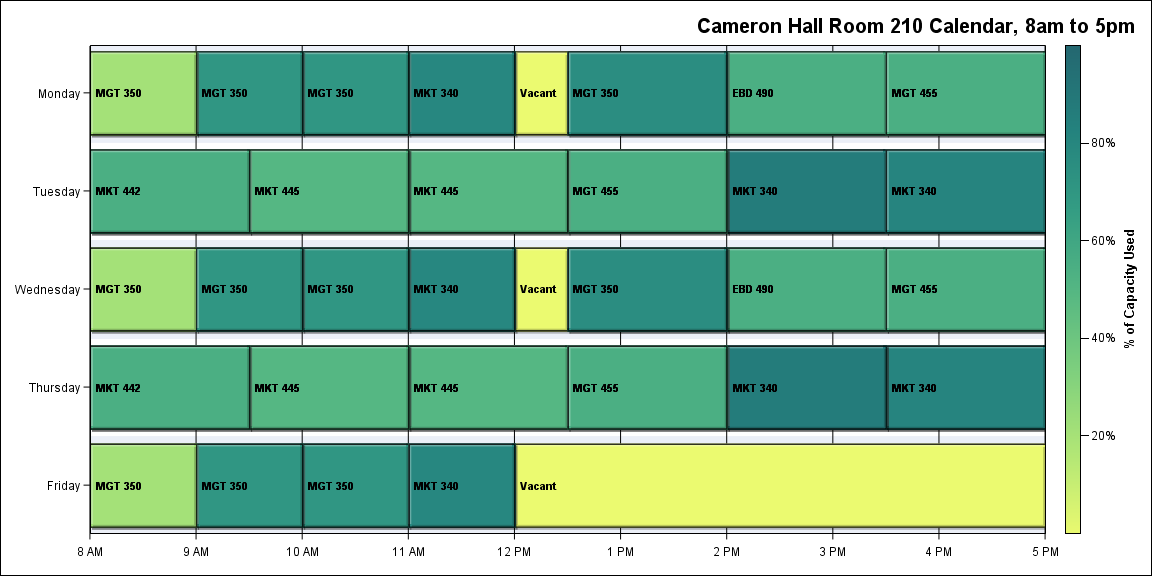 Cameron Hall Room 210 Calendar, 8am to 5pm
Monday
MGT 350
MGT 350
MGT 350
MKT 340
Vacant
MGT 350
EBD 490
MGT 455
Tuesday
MKT 442
MKT 445
MKT 445
MGT 455
MKT 340
MKT 340
Wednesday
MGT 350
MGT 350
MGT 350
MKT 340
Vacant
MGT 350
EBD 490
MGT 455
Thursday
MKT 442
MKT 445
MKT 445
MGT 455
MKT 340
MKT 340
Friday
MGT 350
MGT 350
MGT 350
MKT 340
Vacant
8 AM
9 AM
10 AM
11 AM
12 PM
1 PM
2 PM
3 PM
4 PM
5 PM
80%
60%
40%
20%
% of Capacity Used